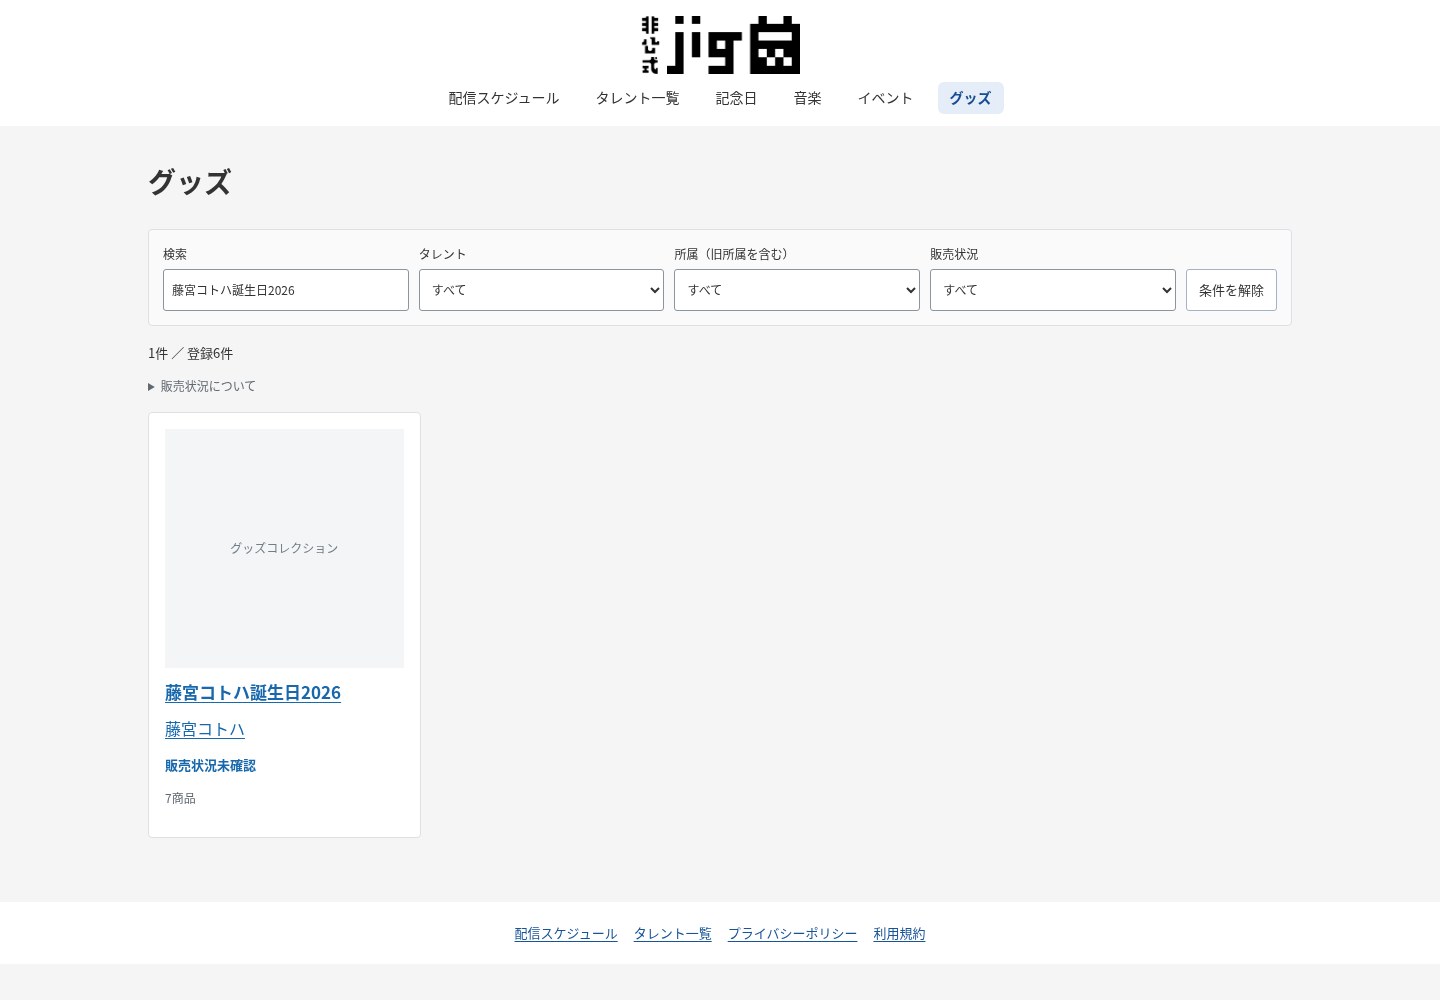 非公式 jig
配信スケジュール タレント一覧 記念日 音楽 イベント グッズ
グッズ
検索 タレント 所属（旧所属を含む） 販売状況
藤宮コトハ誕生日2026 すべて すべて すべて 条件を解除
1件 ／ 登録6件
▶ 販売状況について
グッズコレクション
藤宮コトハ誕生日2026
藤宮コトハ
販売状況未確認
7商品
配信スケジュール タレント一覧 プライバシーポリシー 利用規約